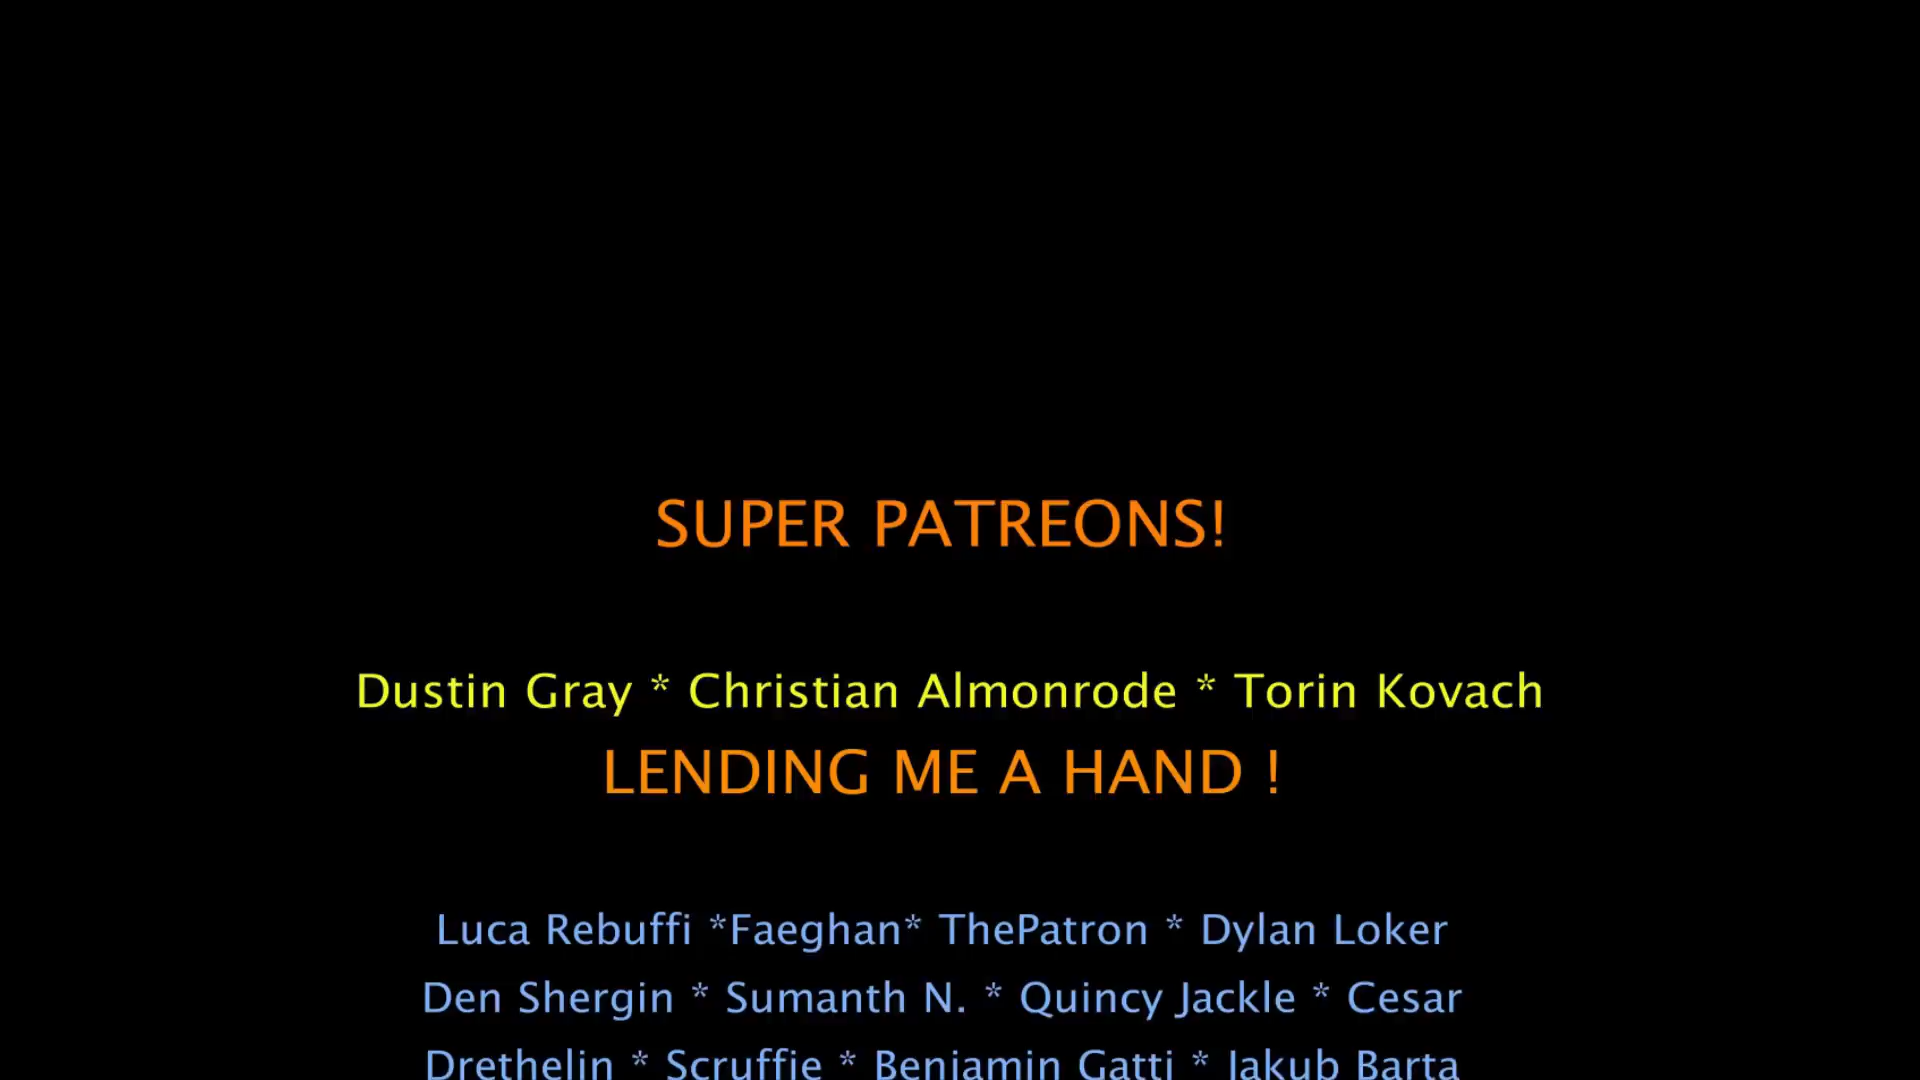 SUPER PATREONS!
Dustin Gray * Christian Almonrode * Torin Kovach
LENDING ME A HAND !
Luca Rebuffi *Faeghan* ThePatron * Dylan Loker
Den Shergin * Sumanth N. * Quincy Jackle * Cesar
Drethelin * Scruffie * Benjamin Gatti * Jakub Barta